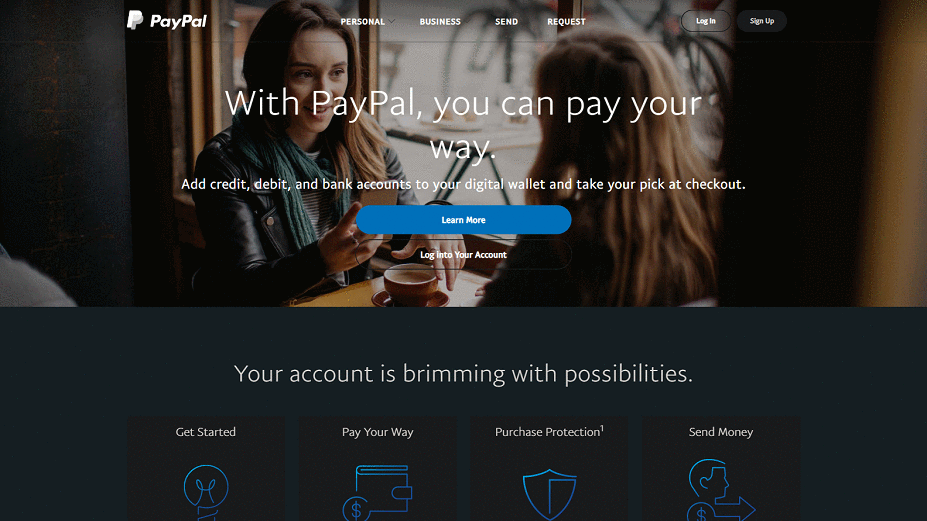 PayPal
PERSONAL
BUSINESS
SEND
REQUEST
Log In
Sign Up
With PayPal, you can pay your
way.
Add credit, debit, and bank accounts to your digital wallet and take your pick at checkout.
Learn More
Log into Your Account
Your account is brimming with possibilities.
Get Started
Pay Your Way
Purchase Protection¹
Send Money
$
$